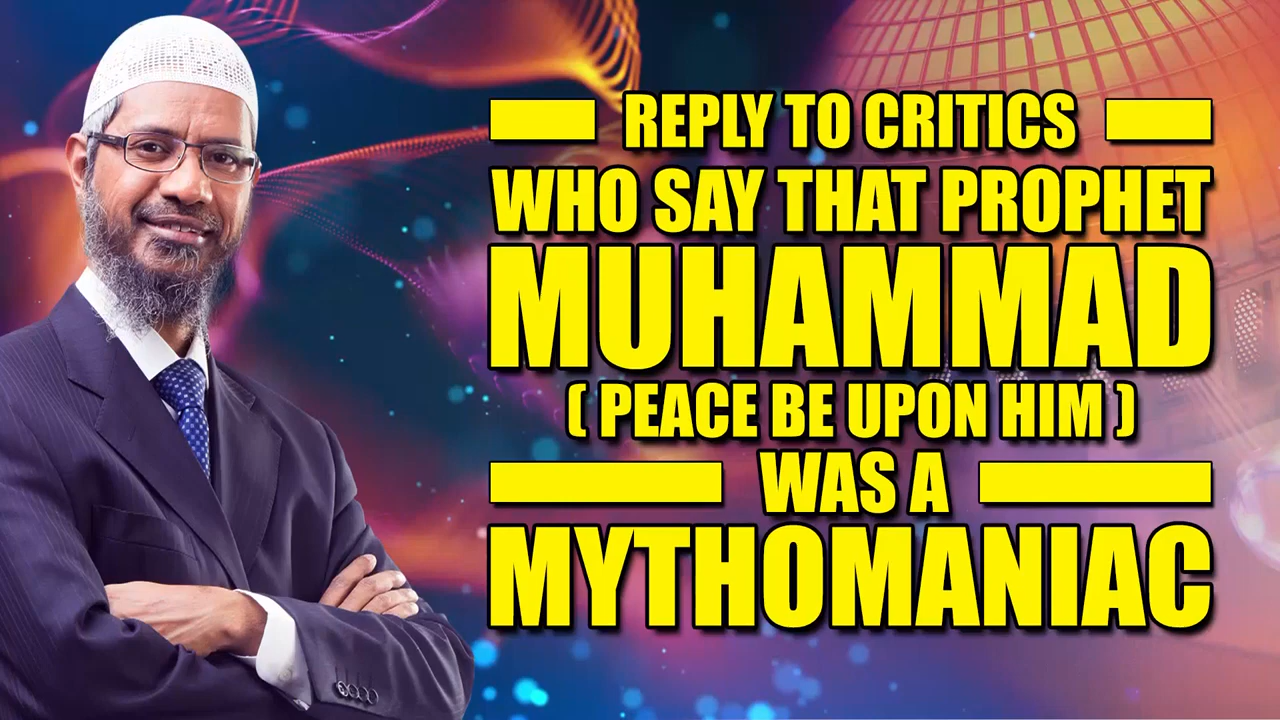 REPLY TO CRITICS
WHO SAY THAT PROPHET
MUHAMMAD
( PEACE BE UPON HIM )
WAS A
MYTHOMANIAC